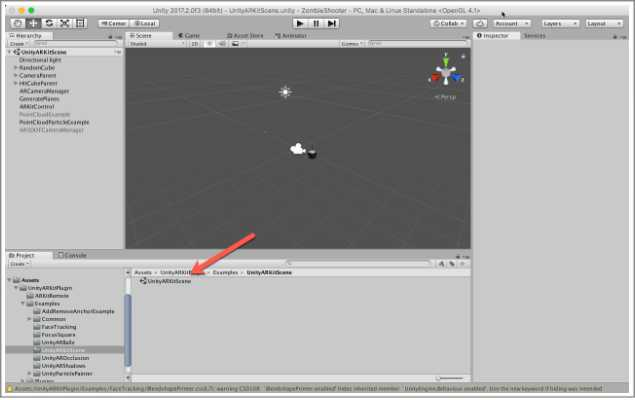 Unity 2017.2.0f3 (64bit) - UnityARKitScene.unity - ZombieShooter - PC, Mac & Linux Standalone <OpenGL 4.1>
Center Local Collab Account Layers Layout
Hierarchy Scene Game Asset Store Animator Inspector Services
Create Shaded 2D Gizmos
UnityARKitScene
Directional light
RandomCube
CameraParent
HitCubeParent
ARCameraManager
GeneratePlanes
ARKitControl
PointCloudExample
PointCloudParticleExample
y
x z
Persp
Project Console
Create
Assets UnityARKitPlugin Examples UnityARKitScene
Assets UnityARKitScene
UnityARKitPlugin
ARKitRemote
Examples
AddRemoveAnchorExample
Common
FaceTracking
FocusSquare
UnityARBallz
UnityARKitScene
UnityAROcclusion
UnityARShadows
UnityParticlePainter
Plugins
Assets/UnityARKitPlugin/Examples/FaceTracking/BlendshapePrinter.cs(8,7): warning CS0108: `BlendshapePrinter.enabled' hides inherited member `UnityEngine.Behaviour.enabled'. Use the new keyword if hiding was intended